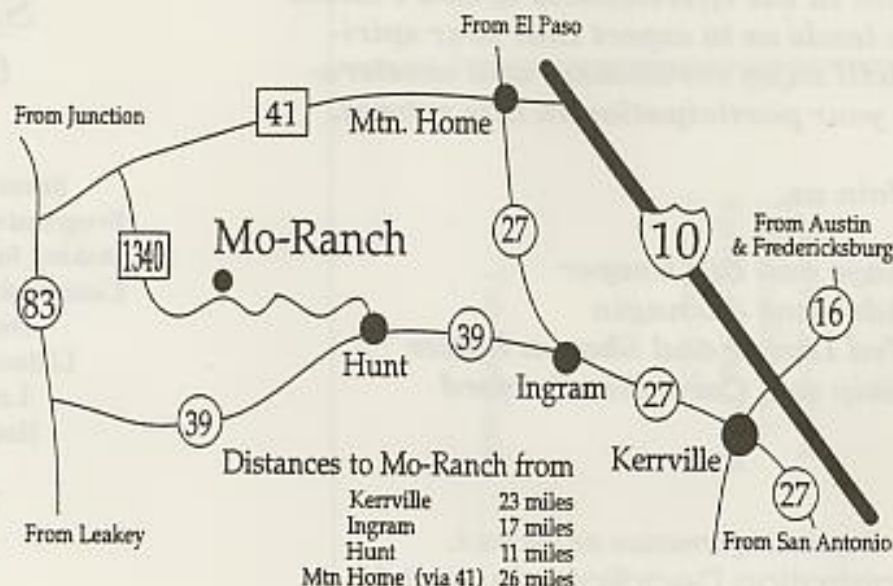 From El Paso
From Junction
41
Mtn. Home
10
27
From Austin
& Fredericksburg
1340
Mo-Ranch
83
16
39
Hunt
Ingram
27
39
Kerrville
27
Distances to Mo-Ranch from
Kerrville 23 miles
Ingram 17 miles
Hunt 11 miles
Mtn Home (via 41) 26 miles
From Leakey
From San Antonio